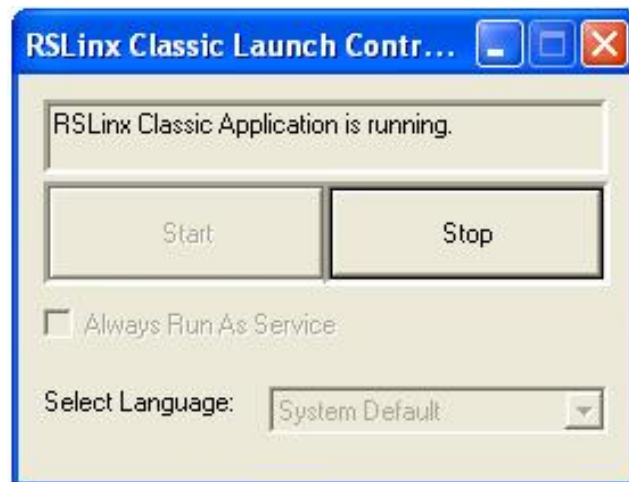 RSLinx Classic Launch Contr...
RSLinx Classic Application is running.
Start Stop
Always Run As Service
Select Language: System Default